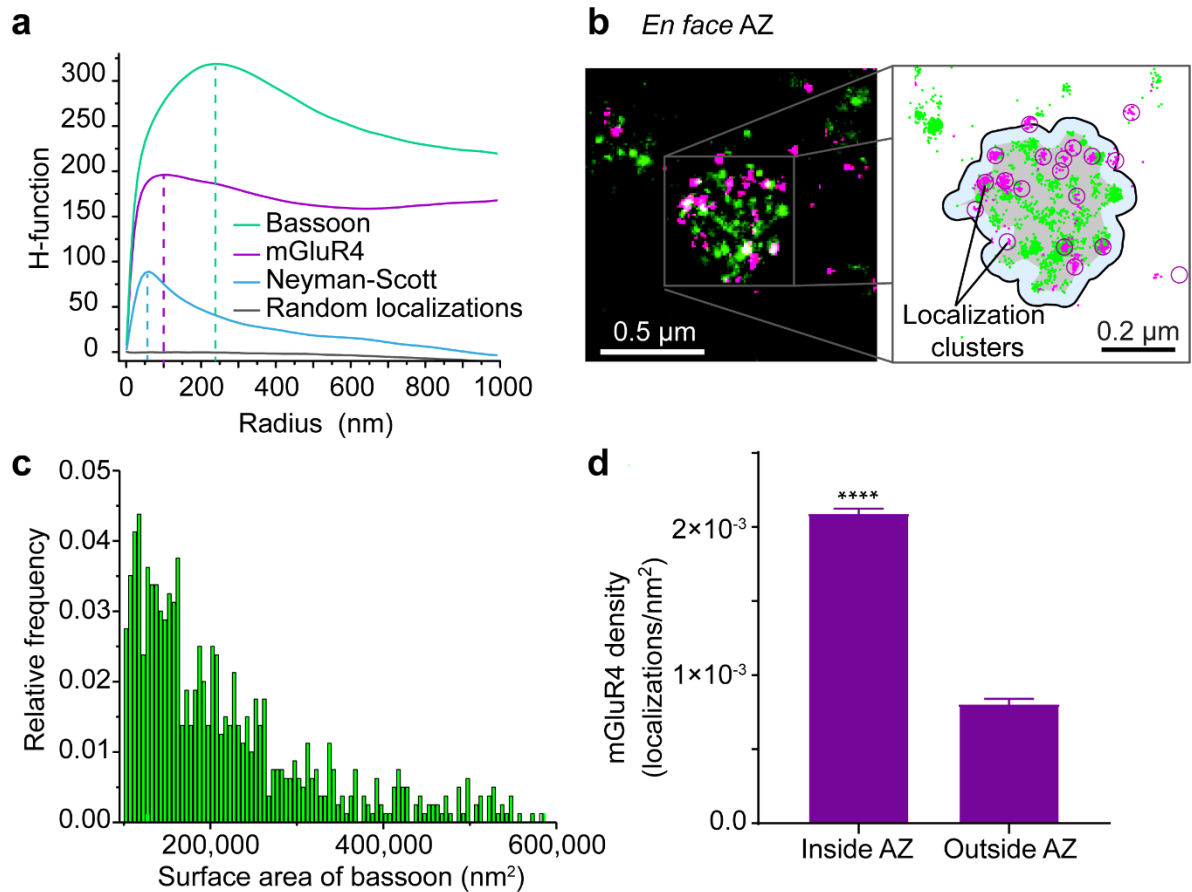 a
H-function
300
250
200
150
100
50
0
Bassoon
mGluR4
Neyman-Scott
Random localizations
0
200
400
600
800
1000
Radius (nm)
b
En face AZ
0.5 µm
Localization
clusters
0.2 µm
c
Relative frequency
0.05
0.04
0.03
0.02
0.01
0.00
200,000
400,000
600,000
Surface area of bassoon (nm²)
d
mGluR4 density
(localizations/nm²)
2×10⁻³
1×10⁻³
0.0
****
Inside AZ
Outside AZ